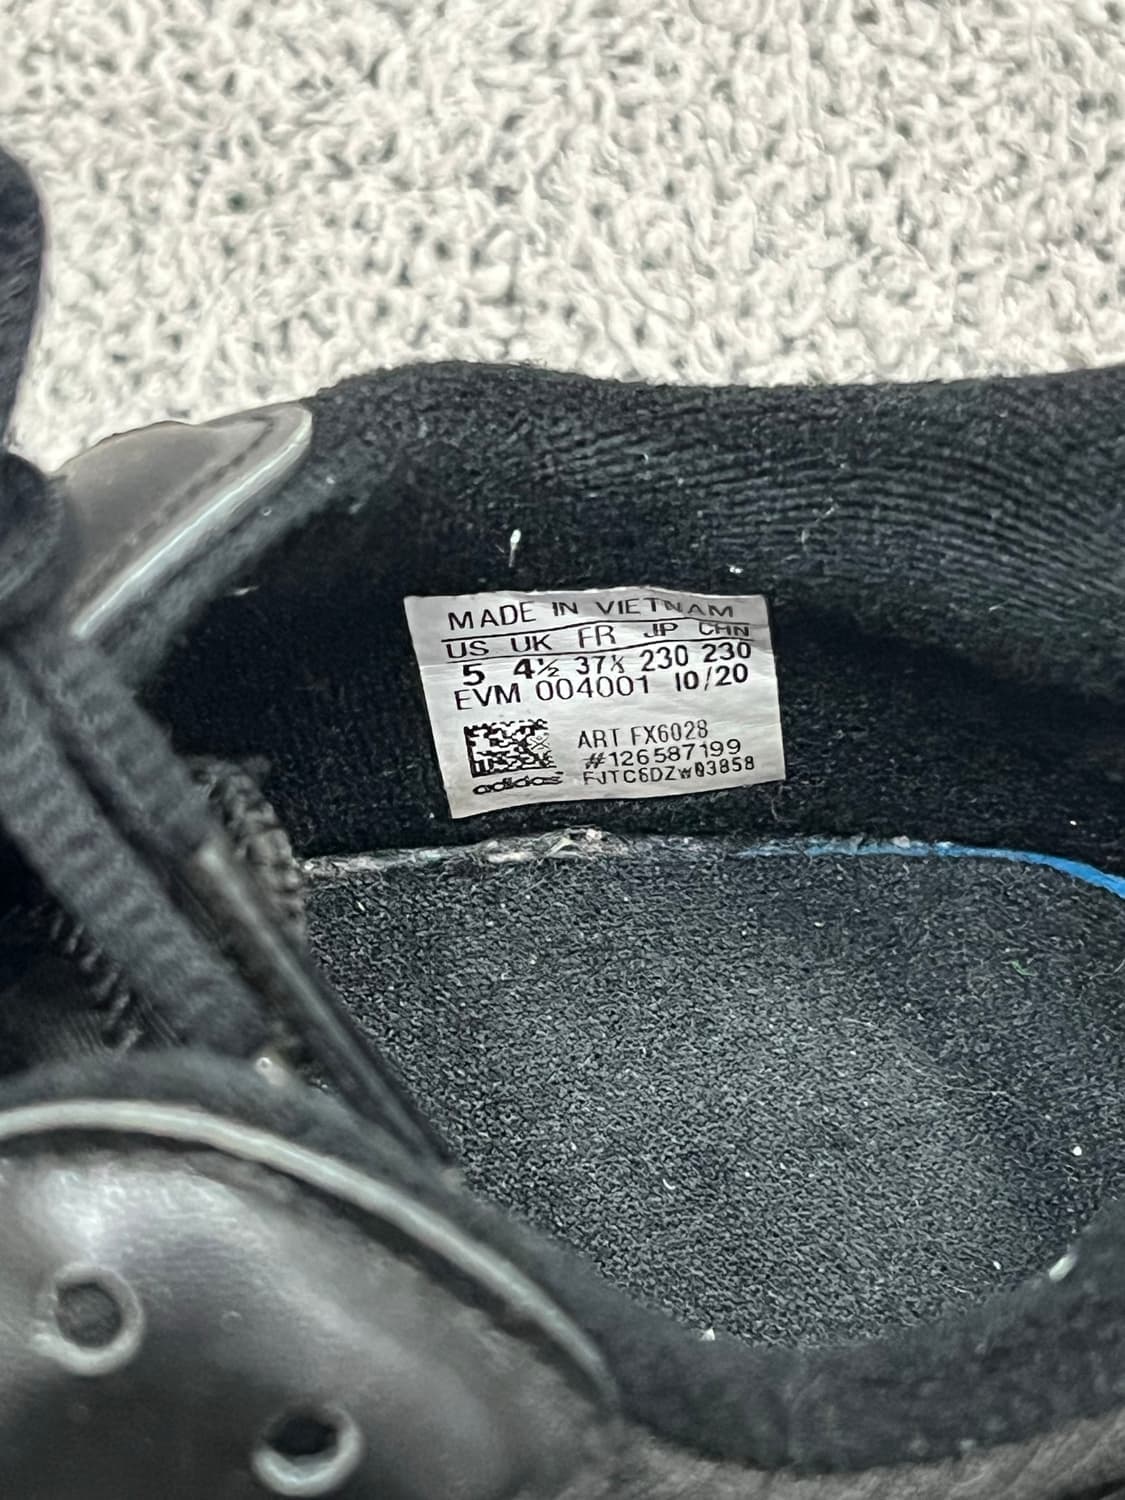 MADE IN VIETNAM
US UK FR JP CHN
5 4½ 37⅓ 230 230
EVM 004001 10/20
ART FX6028
#126587199
adidas FJTC6DZW03858